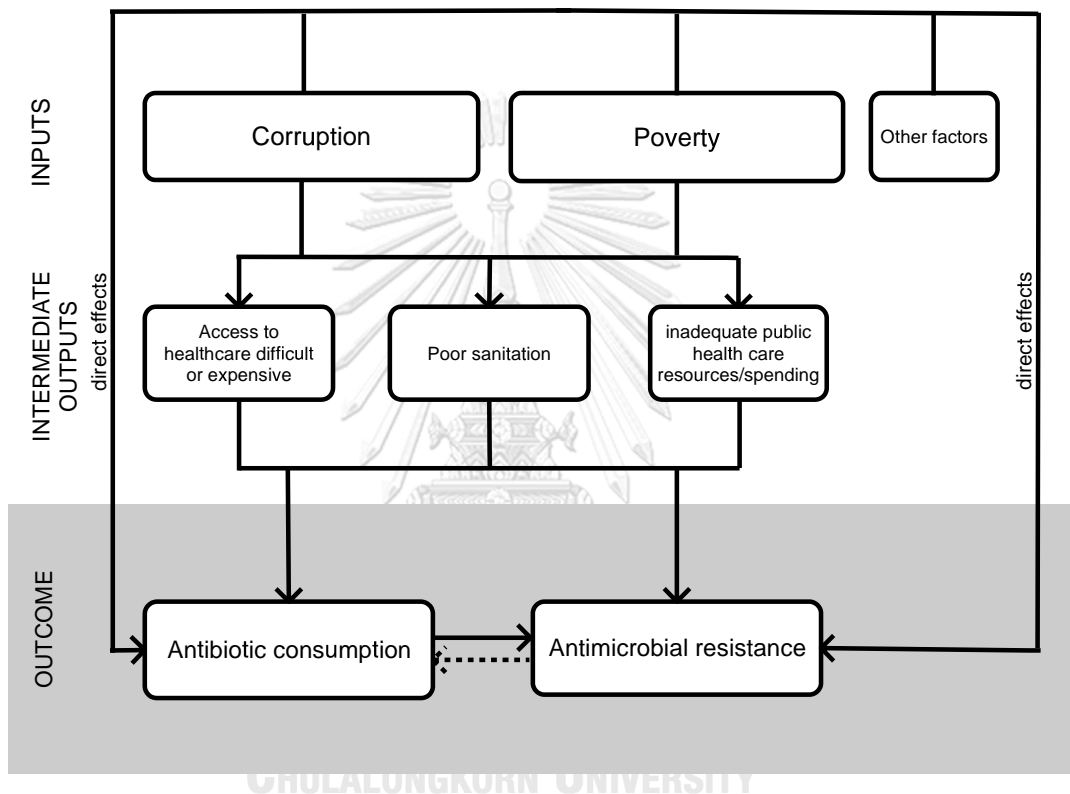 INPUTS
Corruption
Poverty
Other factors
INTERMEDIATE
OUTPUTS
direct effects
direct effects
Access to
healthcare difficult
or expensive
Poor sanitation
inadequate public
health care
resources/spending
OUTCOME
Antibiotic consumption
Antimicrobial resistance
CHULALONGKORN UNIVERSITY